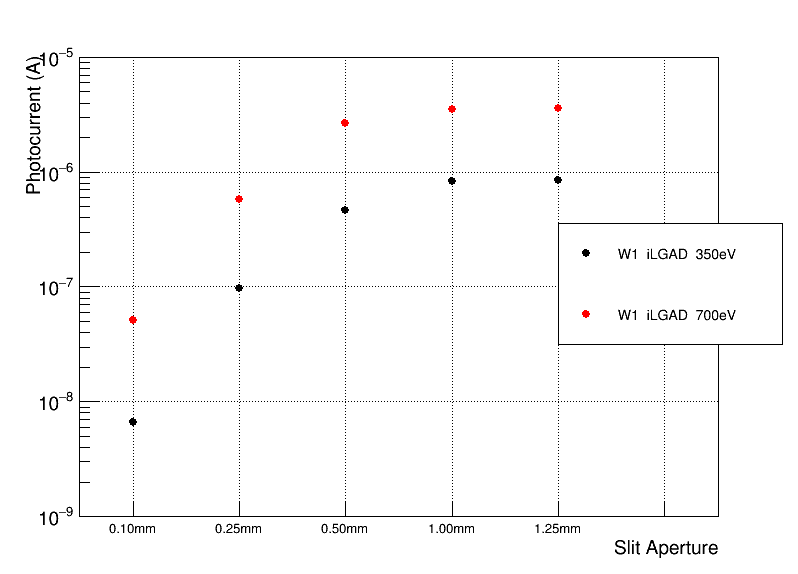 Photocurrent (A)
10⁻⁵
10⁻⁶
10⁻⁷
10⁻⁸
10⁻⁹
W1 iLGAD 350eV
W1 iLGAD 700eV
0.10mm 0.25mm 0.50mm 1.00mm 1.25mm
Slit Aperture